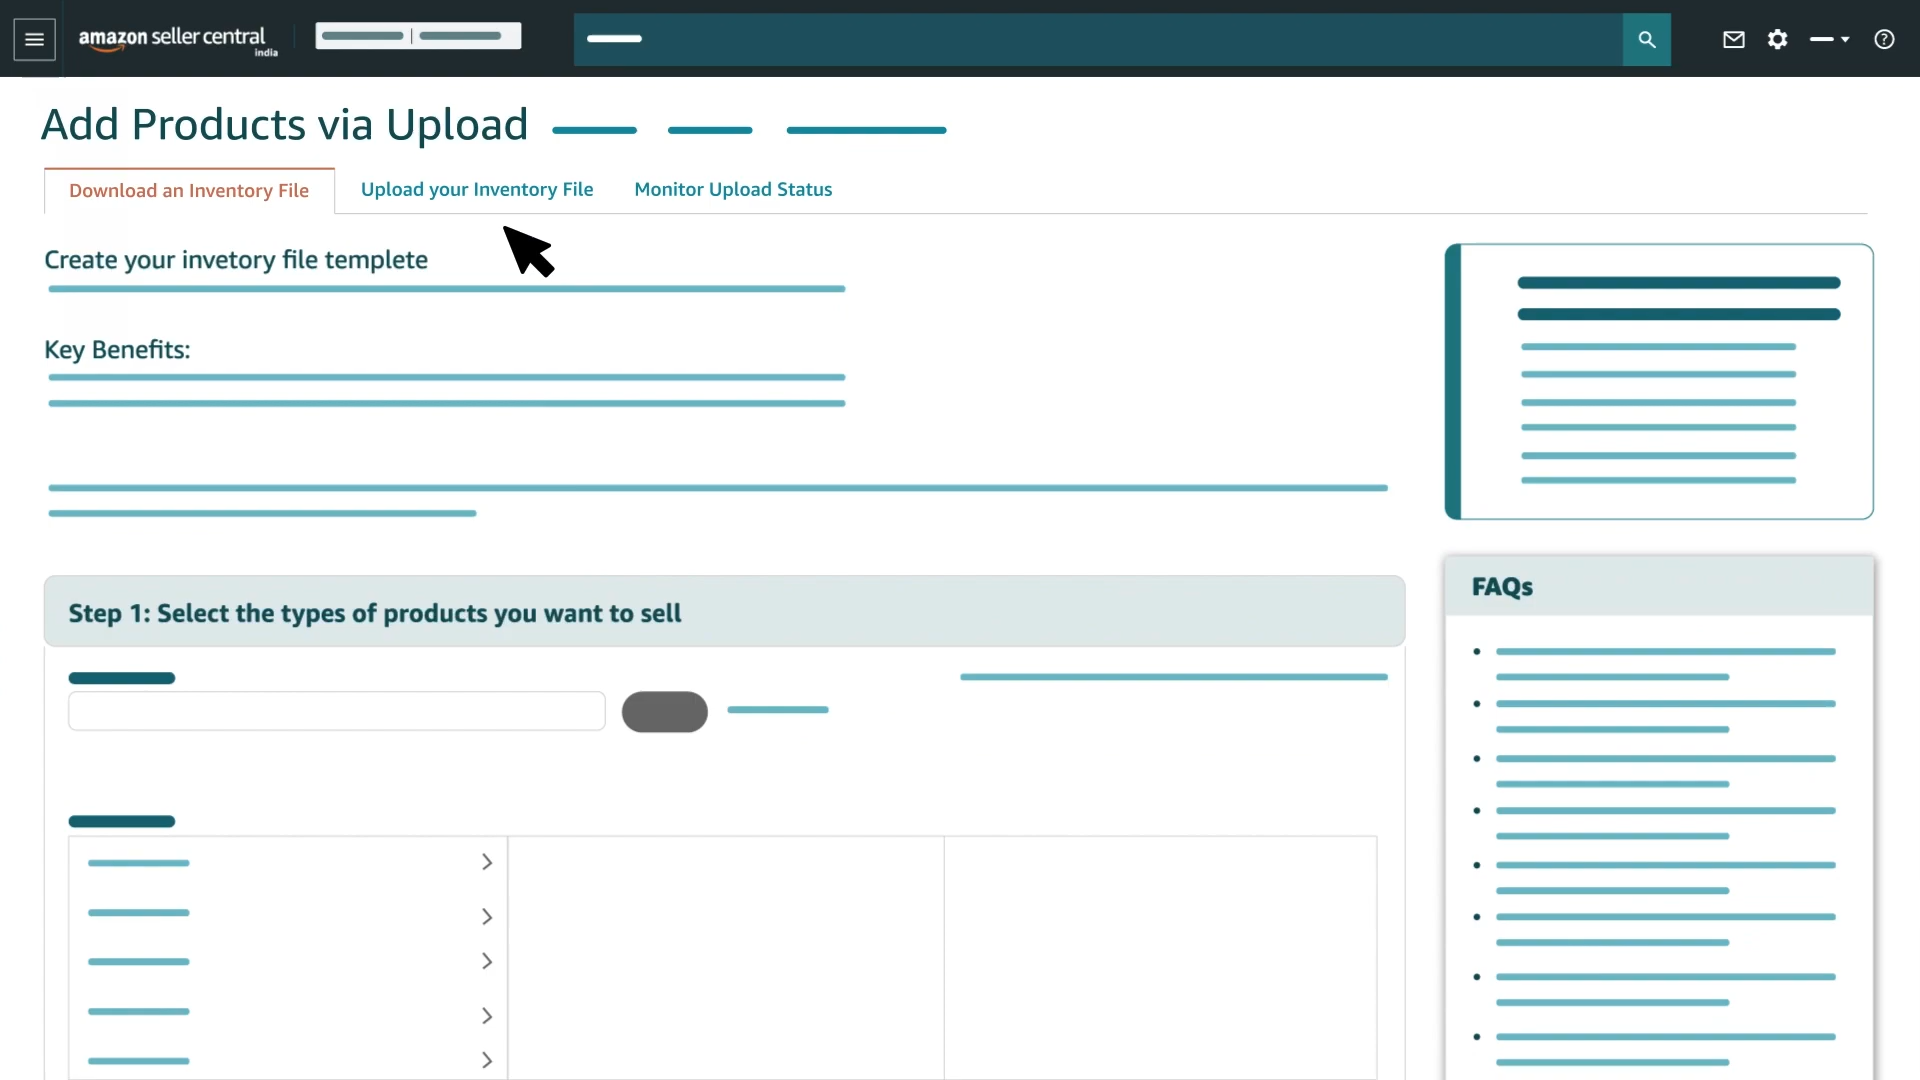 amazon seller central
india
Add Products via Upload
Download an Inventory File
Upload your Inventory File
Monitor Upload Status
Create your invetory file templete
Key Benefits:
Step 1: Select the types of products you want to sell
FAQs